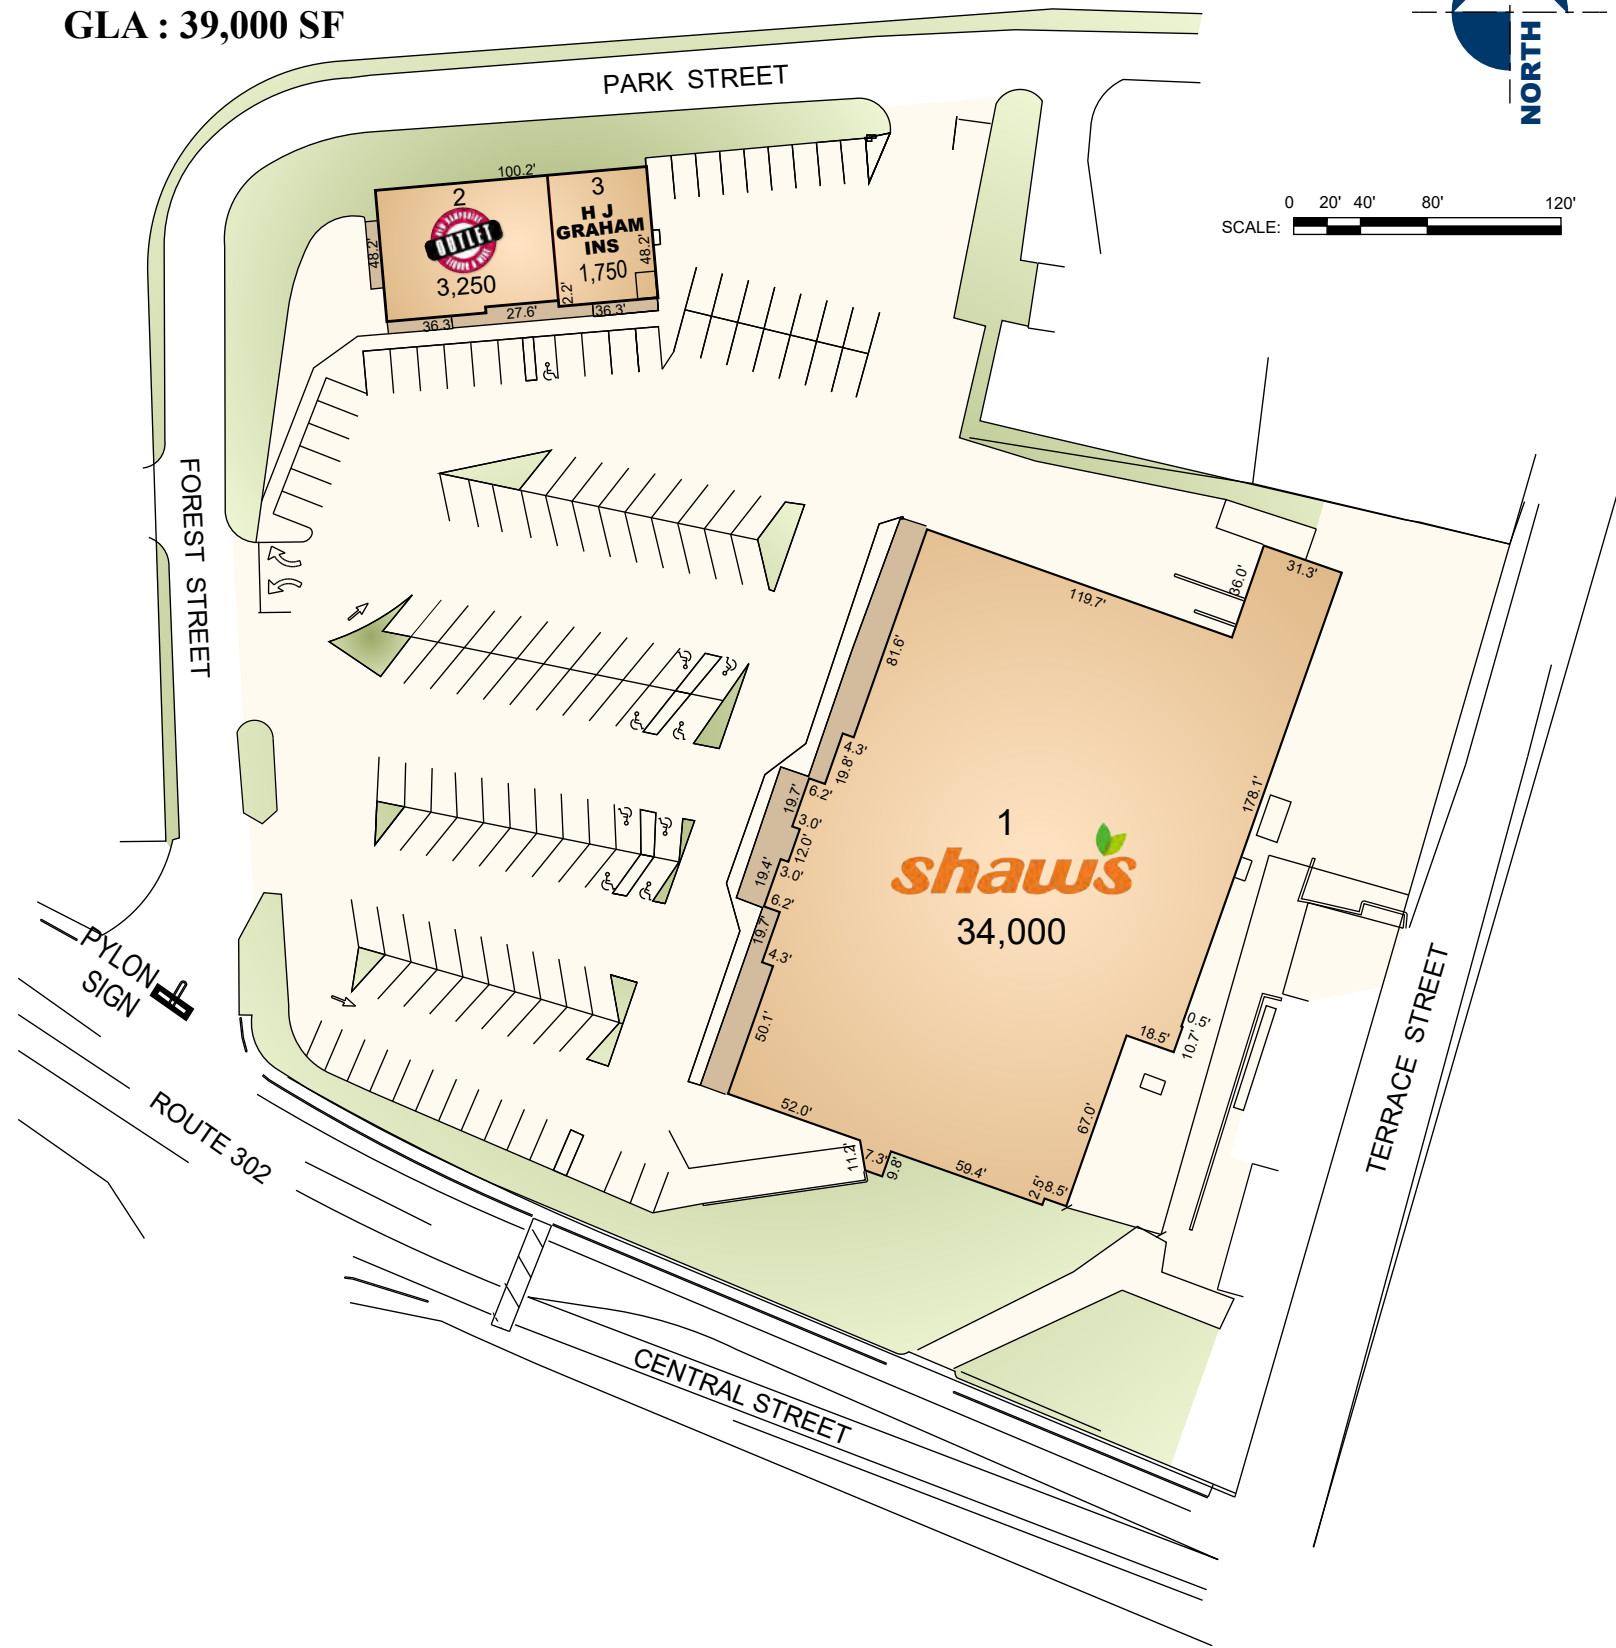 GLA : 39,000 SF
NORTH
PARK STREET
0 20' 40' 80' 120'
SCALE:
100.2'
2
NEW HAMPSHIRE
OUTLET
LIQUOR & WINE
3,250
48.2'
3
H J
GRAHAM
INS
1,750
48.2'
2.2'
36.3'
27.6'
36.3'
FOREST STREET
119.7'
36.0'
31.3'
81.6'
4.3'
19.8'
6.2'
19.7'
3.0'
12.0'
3.0'
19.4'
6.2'
19.7'
4.3'
50.1'
178.1'
1
shaw's
34,000
0.5'
10.7'
18.5'
67.0'
52.0'
11.2'
7.3'
9.8'
59.4'
2.5'
8.5'
PYLON
SIGN
ROUTE 302
CENTRAL STREET
TERRACE STREET